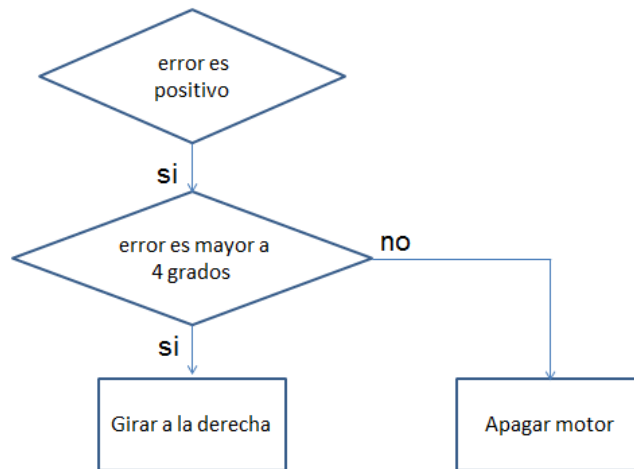 error es
positivo
si
error es mayor a
4 grados
no
si
Girar a la derecha
Apagar motor